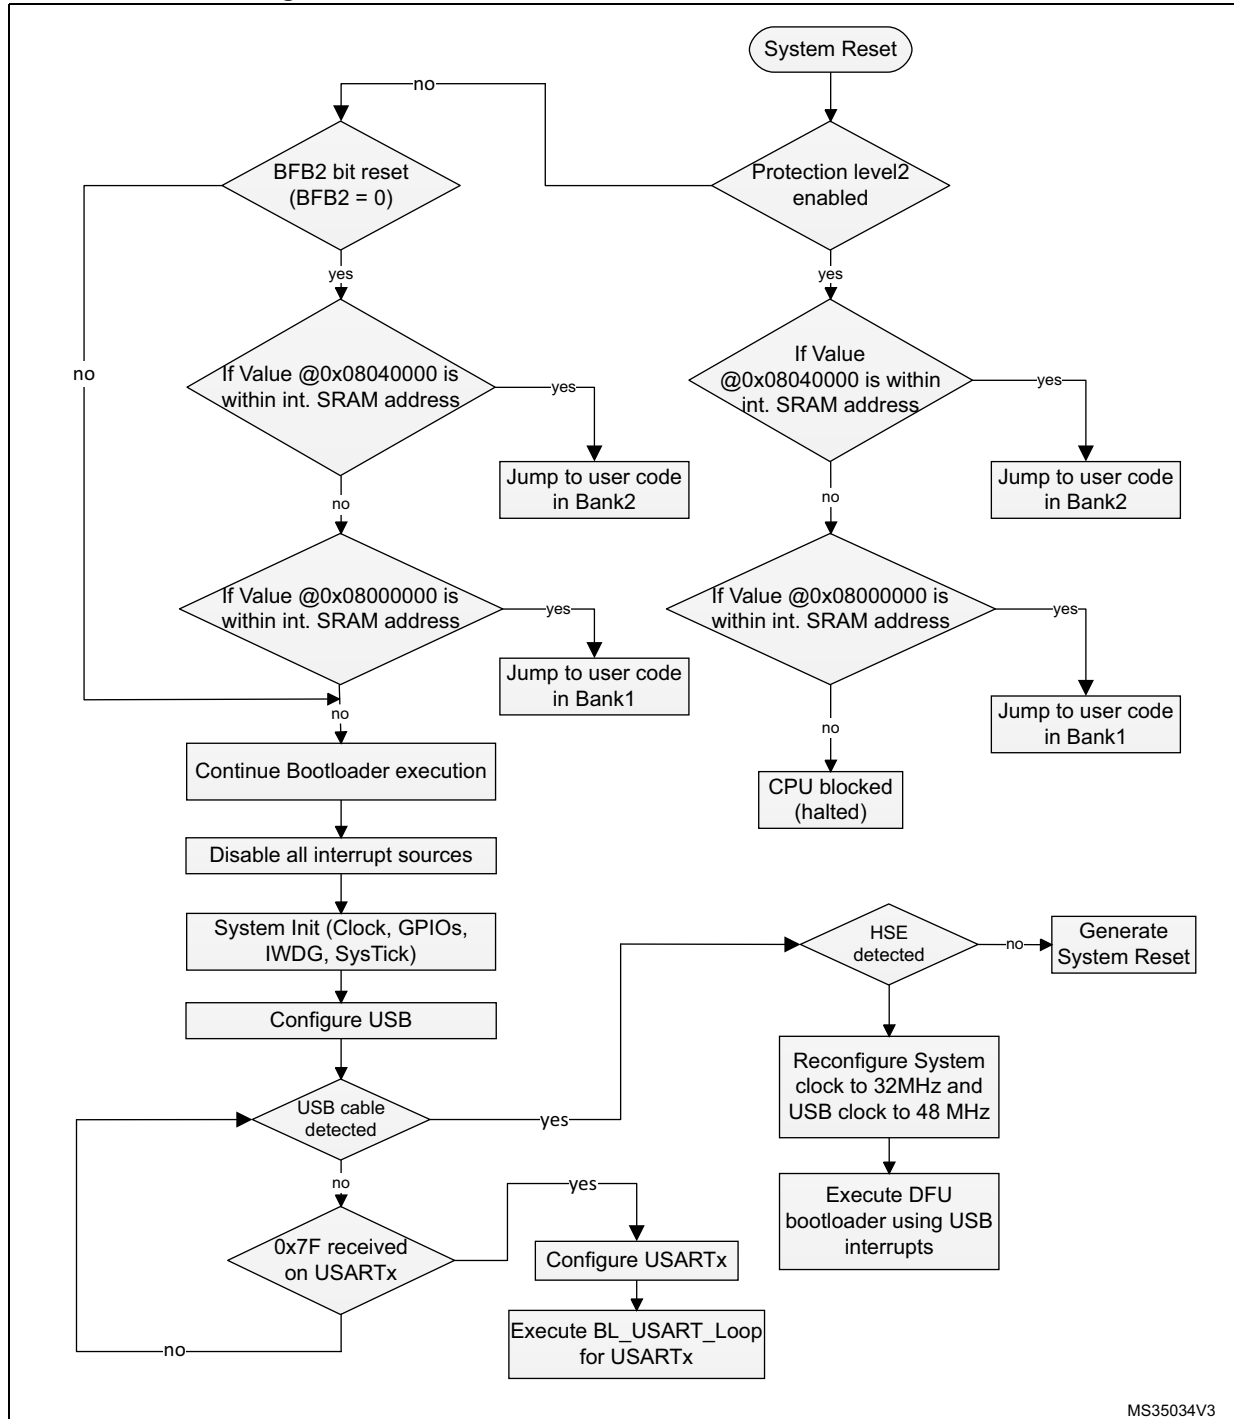 System Reset
no
BFB2 bit reset
(BFB2 = 0)
Protection level2
enabled
yes
yes
no
If Value @0x08040000 is
within int. SRAM address
yes
If Value
@0x08040000 is within
int. SRAM address
yes
Jump to user code
in Bank2
Jump to user code
in Bank2
no
no
If Value @0x08000000 is
within int. SRAM address
yes
If Value @0x08000000 is
within int. SRAM address
yes
Jump to user code
in Bank1
Jump to user code
in Bank1
no
no
Continue Bootloader execution
CPU blocked
(halted)
Disable all interrupt sources
System Init (Clock, GPIOs,
IWDG, SysTick)
HSE
detected
no
Generate
System Reset
Configure USB
Reconfigure System
clock to 32MHz and
USB clock to 48 MHz
USB cable
detected
yes
no
yes
Execute DFU
bootloader using USB
interrupts
0x7F received
on USARTx
Configure USARTx
Execute BL_USART_Loop
for USARTx
no
MS35034V3